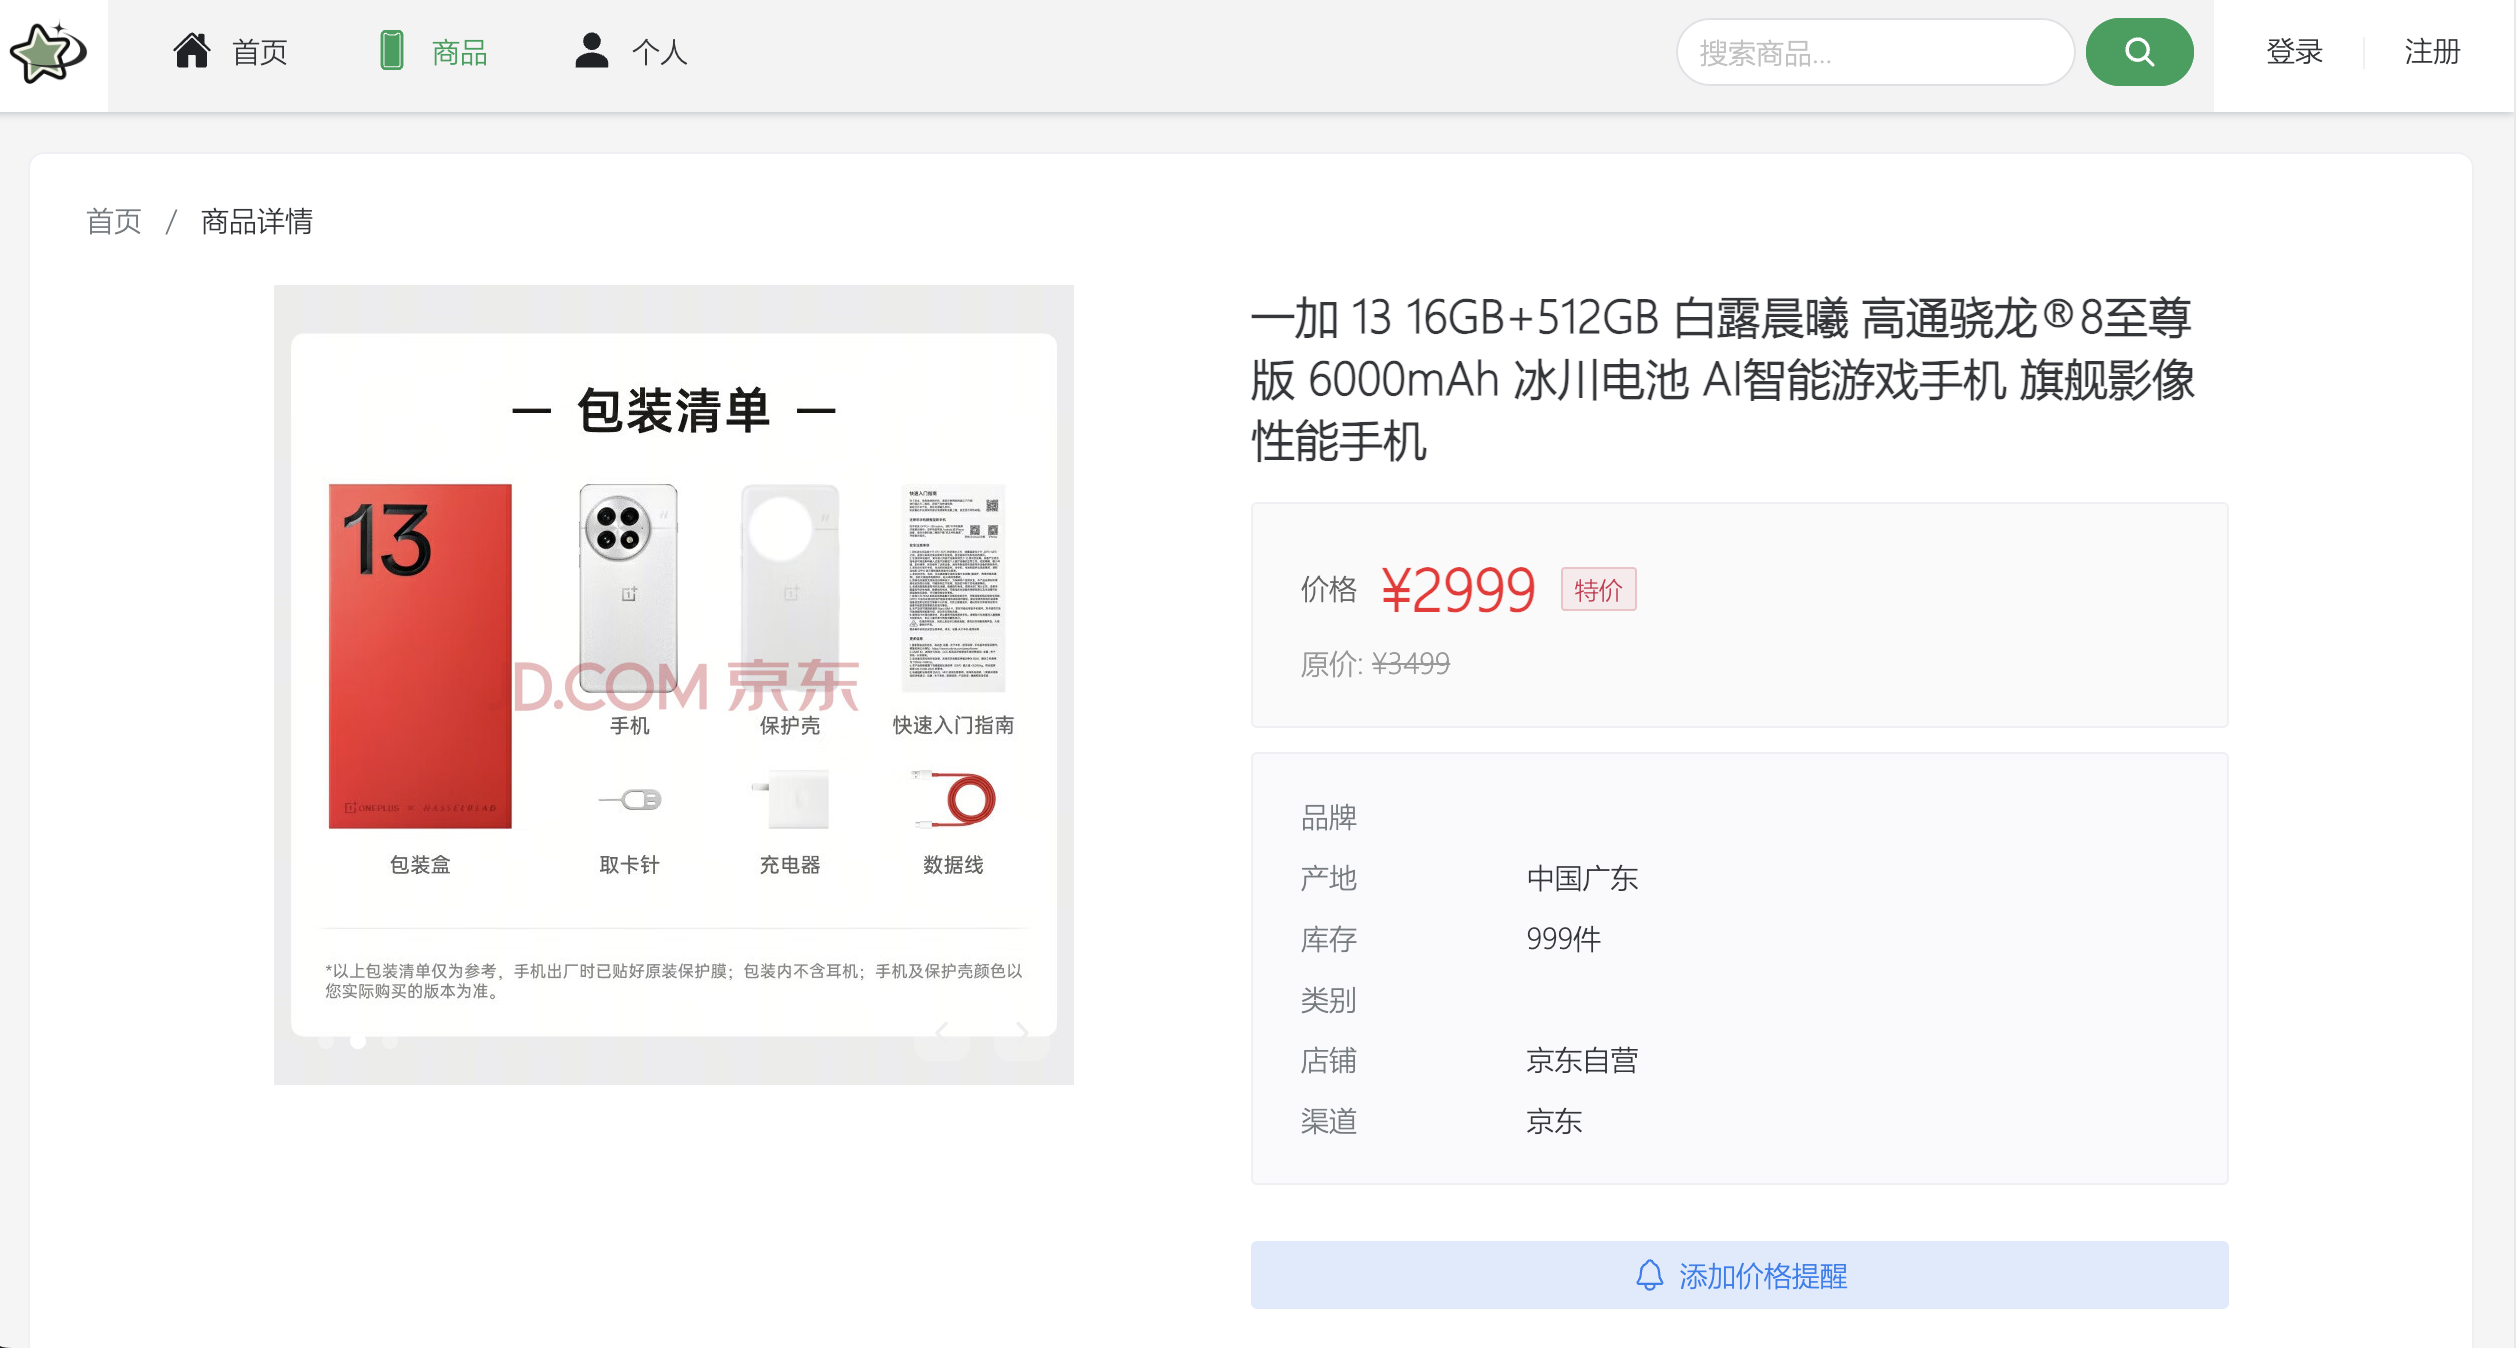 首页
商品
个人
搜索商品...
登录
注册
首页 / 商品详情
一加 13 16GB+512GB 白露晨曦 高通骁龙®8至尊
版 6000mAh 冰川电池 AI智能游戏手机 旗舰影像
性能手机
— 包装清单 —
13
ONEPLUS × HASSELBLAD
快速入门指南
JD.COM 京东
手机
保护壳
快速入门指南
包装盒
取卡针
充电器
数据线
*以上包装清单仅为参考，手机出厂时已贴好原装保护膜；包装内不含耳机；手机及保护壳颜色以
您实际购买的版本为准。
价格 ¥2999 特价
原价: ¥3499
品牌
产地 中国广东
库存 999件
类别
店铺 京东自营
渠道 京东
添加价格提醒